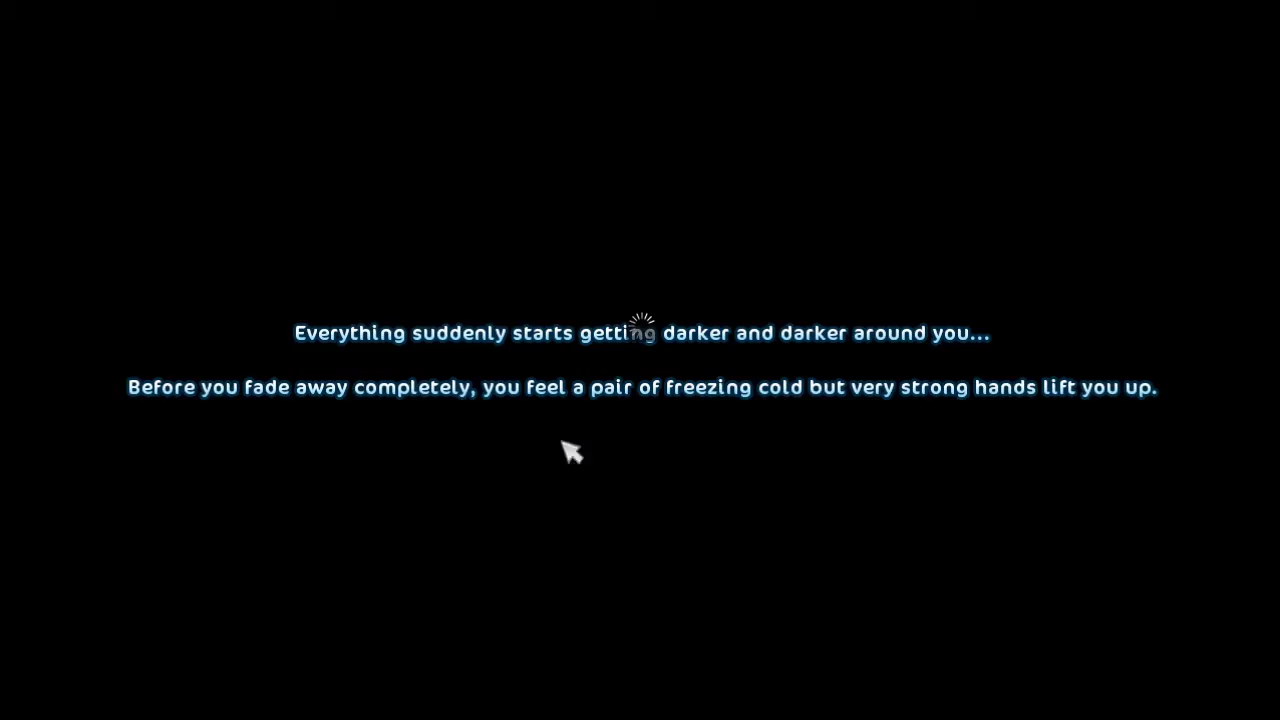 Everything suddenly starts getting darker and darker around you...
Before you fade away completely, you feel a pair of freezing cold but very strong hands lift you up.